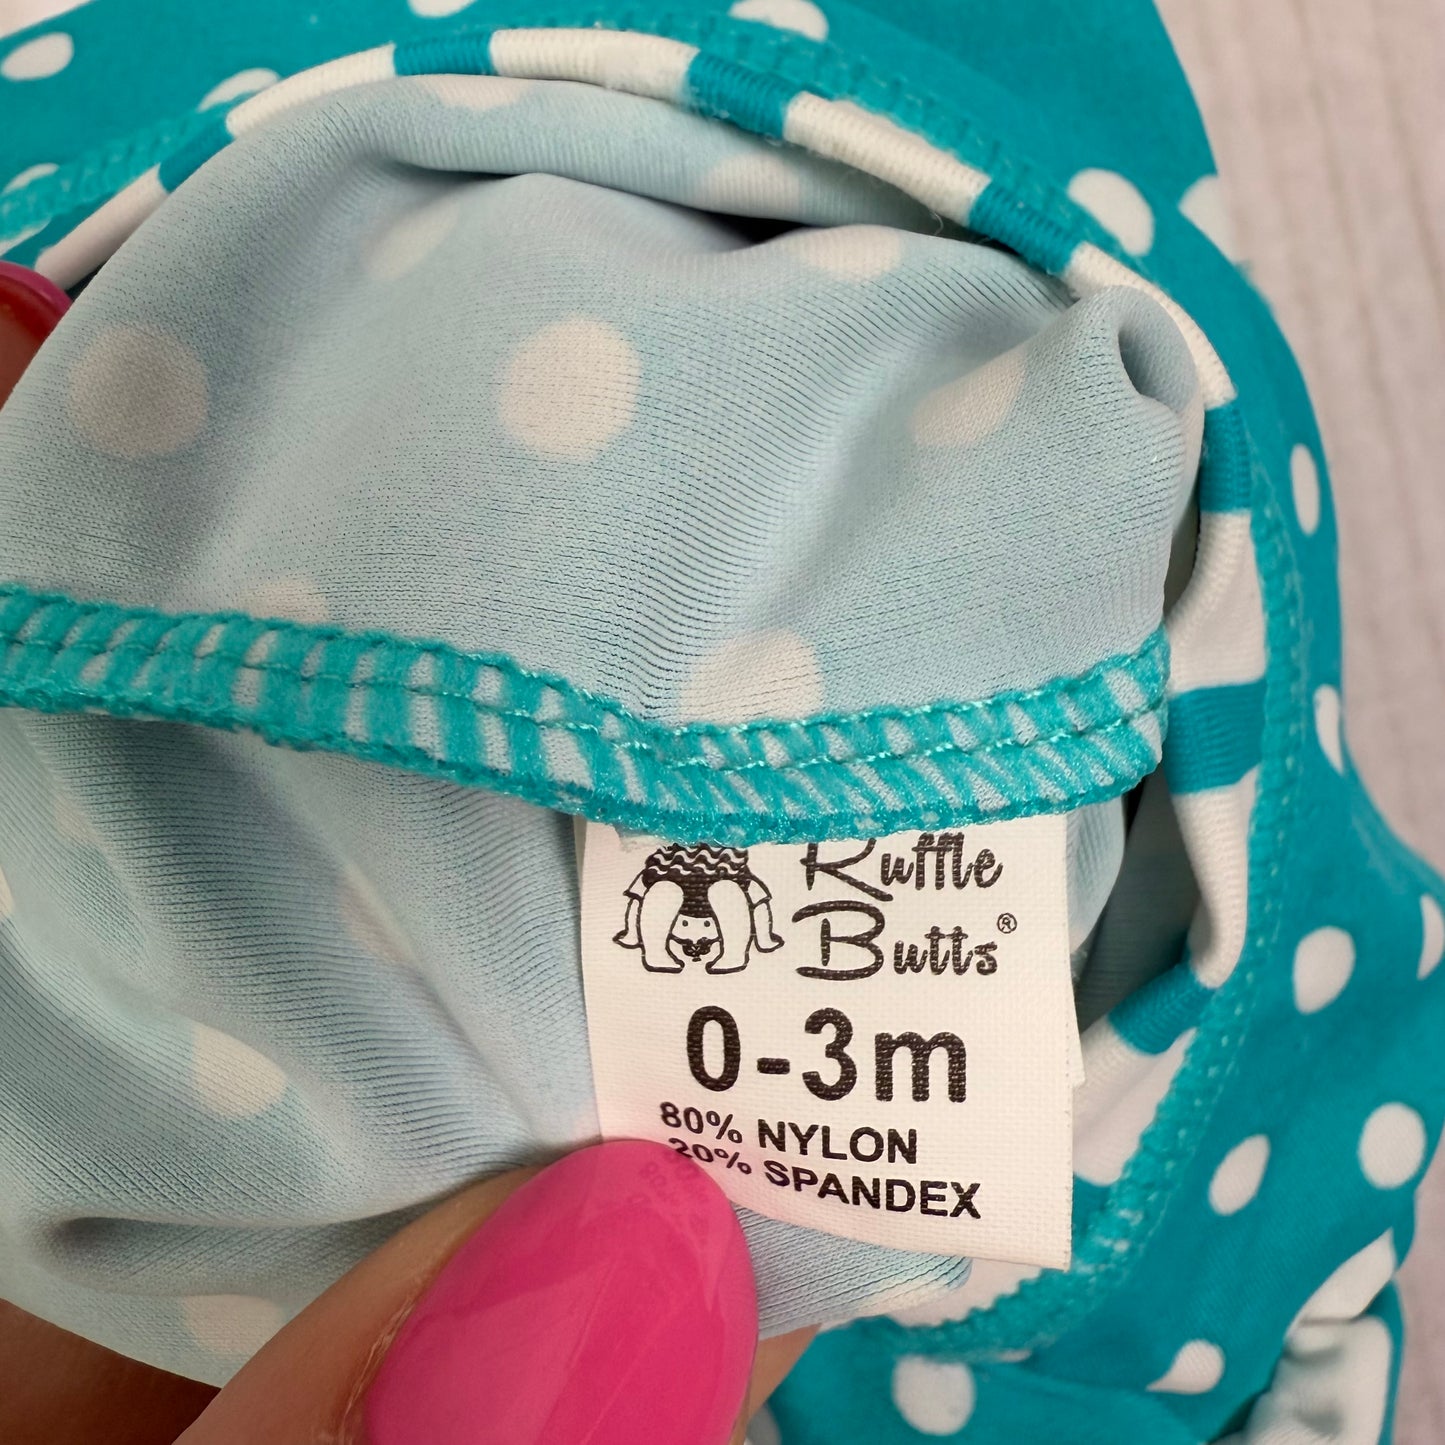 Ruffle
Butts®
0-3m
80% NYLON
20% SPANDEX